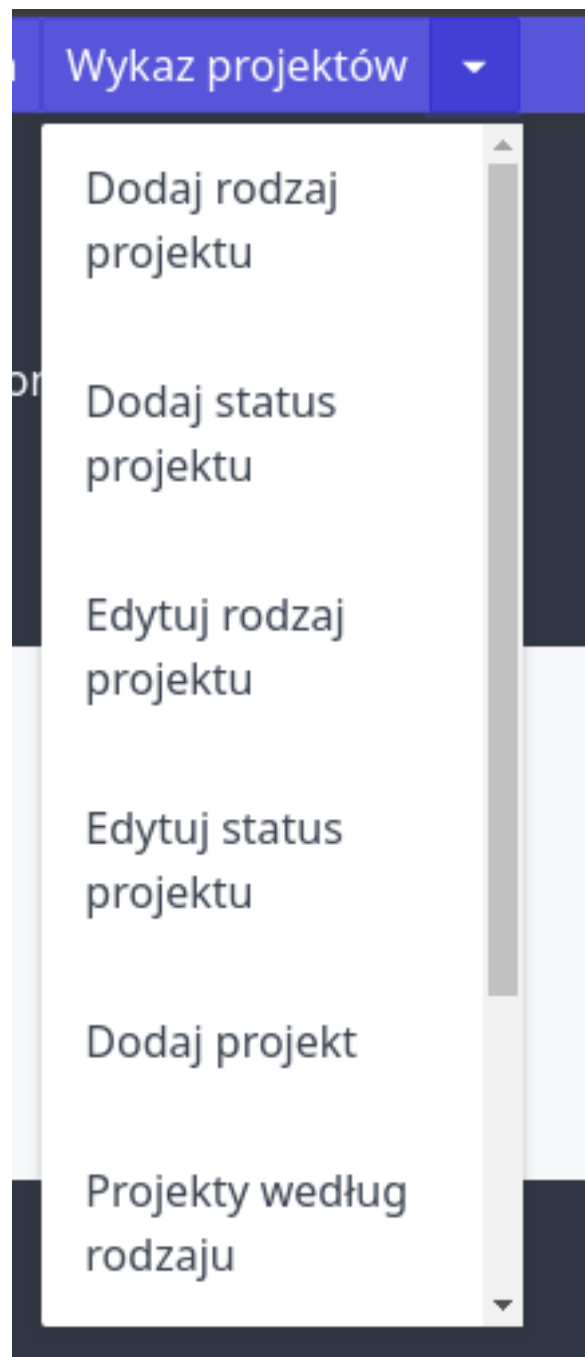 Wykaz projektów
Dodaj rodzaj
projektu
Dodaj status
projektu
Edytuj rodzaj
projektu
Edytuj status
projektu
Dodaj projekt
Projekty według
rodzaju